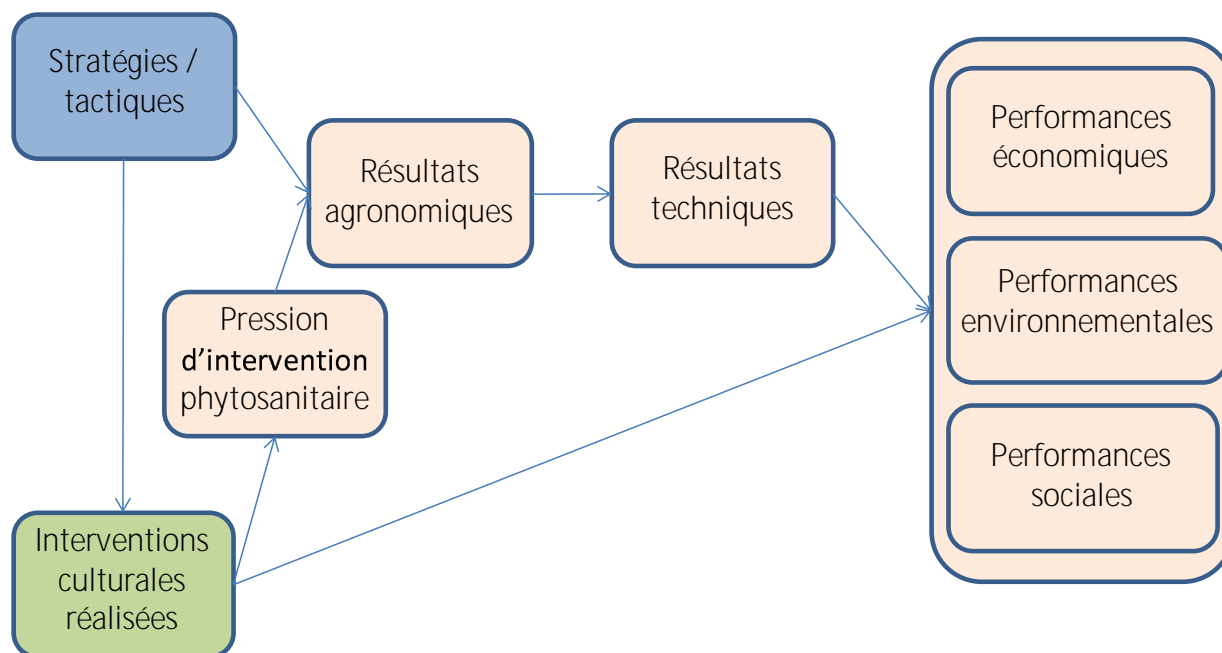 Stratégies /
tactiques
Résultats
agronomiques
Résultats
techniques
Performances
économiques
Performances
environnementales
Performances
sociales
Pression
d’intervention
phytosanitaire
Interventions
culturales
réalisées